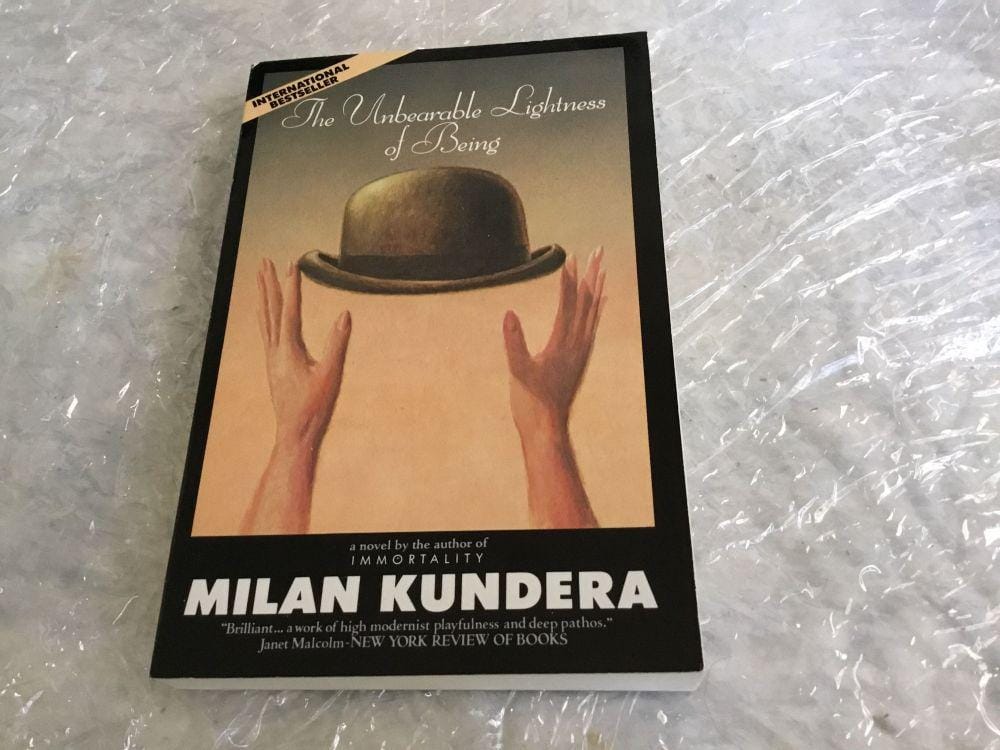 INTERNATIONAL
BESTSELLER
The Unbearable Lightness
of Being
a novel by the author of
IMMORTALITY
MILAN KUNDERA
"Brilliant... a work of high modernist playfulness and deep pathos."
Janet Malcolm-NEW YORK REVIEW OF BOOKS